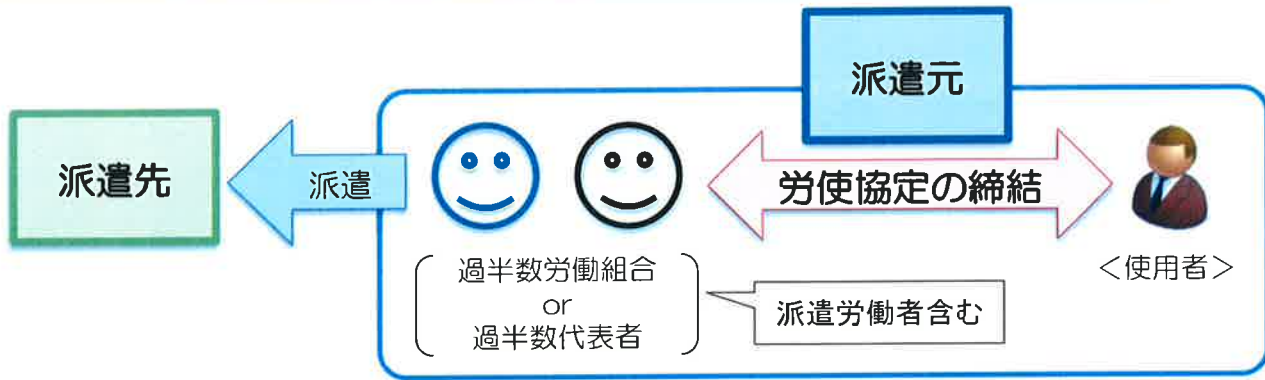 派遣元
派遣先
派遣
労使協定の締結
過半数労働組合
or
過半数代表者
派遣労働者含む
＜使用者＞